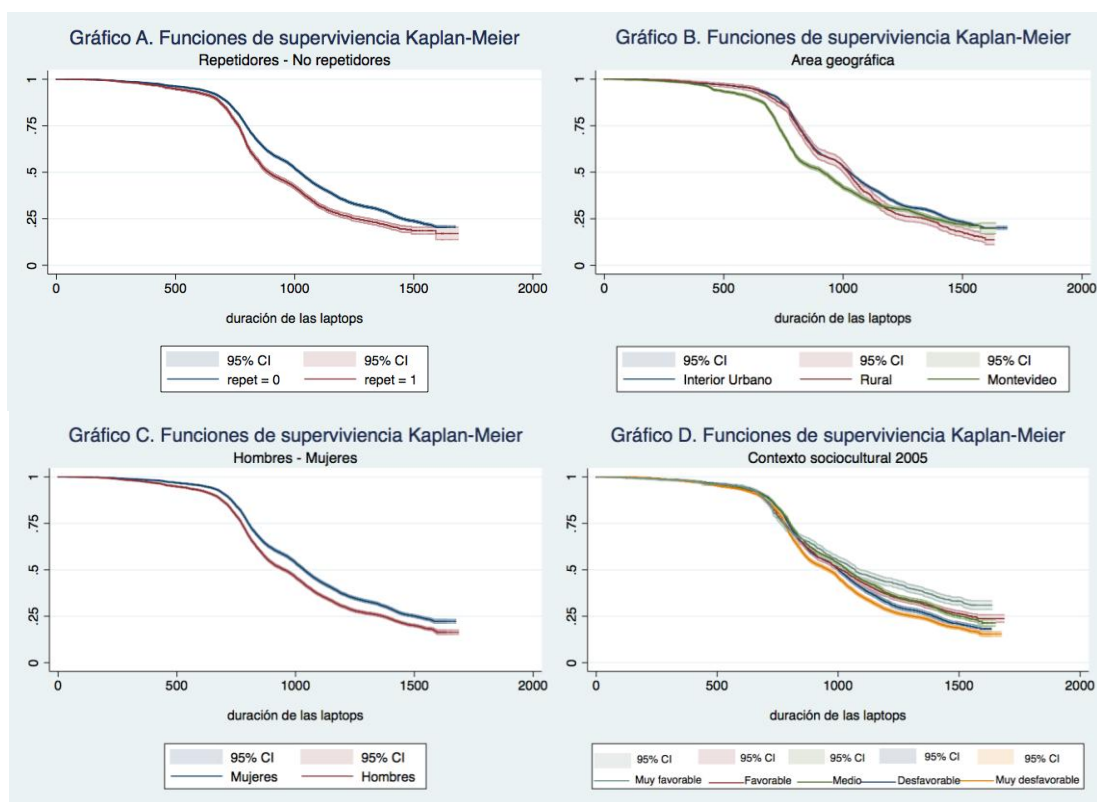 Gráfico A. Funciones de superviviencia Kaplan-Meier
Repetidores - No repetidores
1
.75
.5
.25
0
0 500 1000 1500 2000
duración de las laptops
95% CI 95% CI
repet = 0 repet = 1
Gráfico B. Funciones de superviviencia Kaplan-Meier
Area geográfica
1
.75
.5
.25
0
0 500 1000 1500 2000
duración de las laptops
95% CI 95% CI 95% CI
Interior Urbano Rural Montevideo
Gráfico C. Funciones de superviviencia Kaplan-Meier
Hombres - Mujeres
1
.75
.5
.25
0
0 500 1000 1500 2000
duración de las laptops
95% CI 95% CI
Mujeres Hombres
Gráfico D. Funciones de superviviencia Kaplan-Meier
Contexto sociocultural 2005
1
.75
.5
.25
0
0 500 1000 1500 2000
duración de las laptops
95% CI 95% CI 95% CI 95% CI 95% CI
Muy favorable Favorable Medio Desfavorable Muy desfavorable